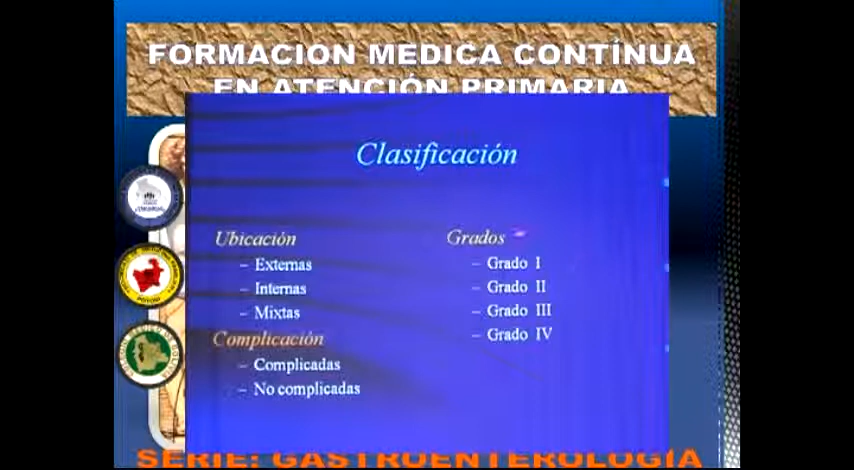 FORMACION MEDICA CONTÍNUA
EN ATENCIÓN PRIMARIA
Clasificación
Ubicación
– Externas
– Internas
– Mixtas
Complicación
– Complicadas
– No complicadas
Grados
– Grado I
– Grado II
– Grado III
– Grado IV
SERIE: GASTROENTEROLOGIA